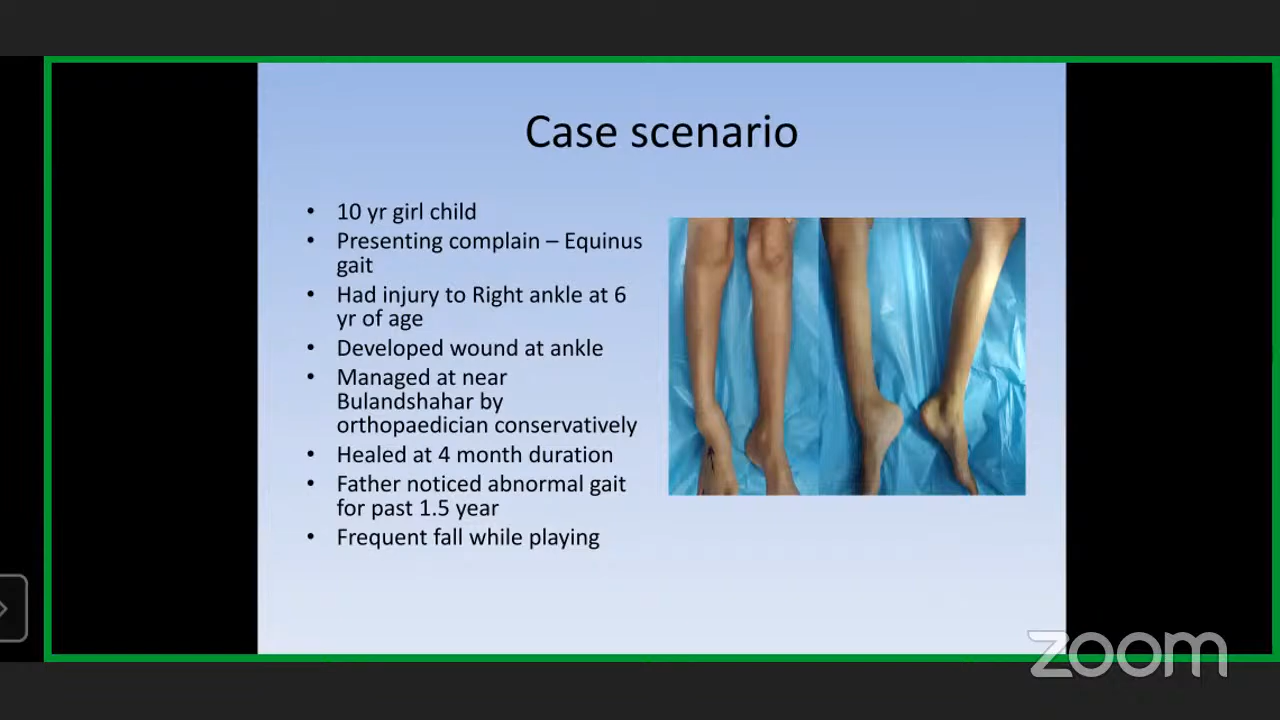 Case scenario
• 10 yr girl child
• Presenting complain – Equinus
gait
• Had injury to Right ankle at 6
yr of age
• Developed wound at ankle
• Managed at near
Bulandshahar by
orthopaedician conservatively
• Healed at 4 month duration
• Father noticed abnormal gait
for past 1.5 year
• Frequent fall while playing
zoom